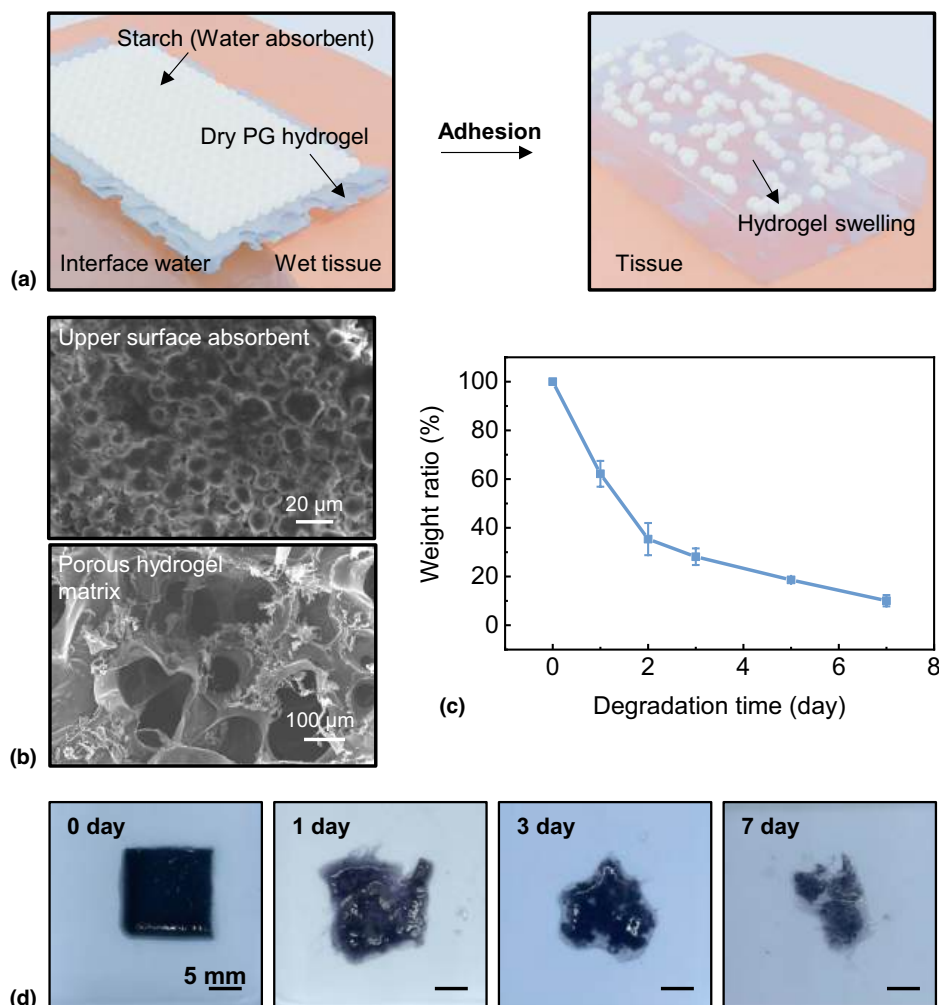 Starch (Water absorbent)
Dry PG hydrogel
Interface water
Wet tissue
Adhesion
Hydrogel swelling
Tissue
(a)
Upper surface absorbent
20 μm
Porous hydrogel
matrix
100 μm
(b)
100
80
60
40
20
0
Weight ratio (%)
0
2
4
6
8
Degradation time (day)
(c)
0 day
5 mm
1 day
3 day
7 day
(d)